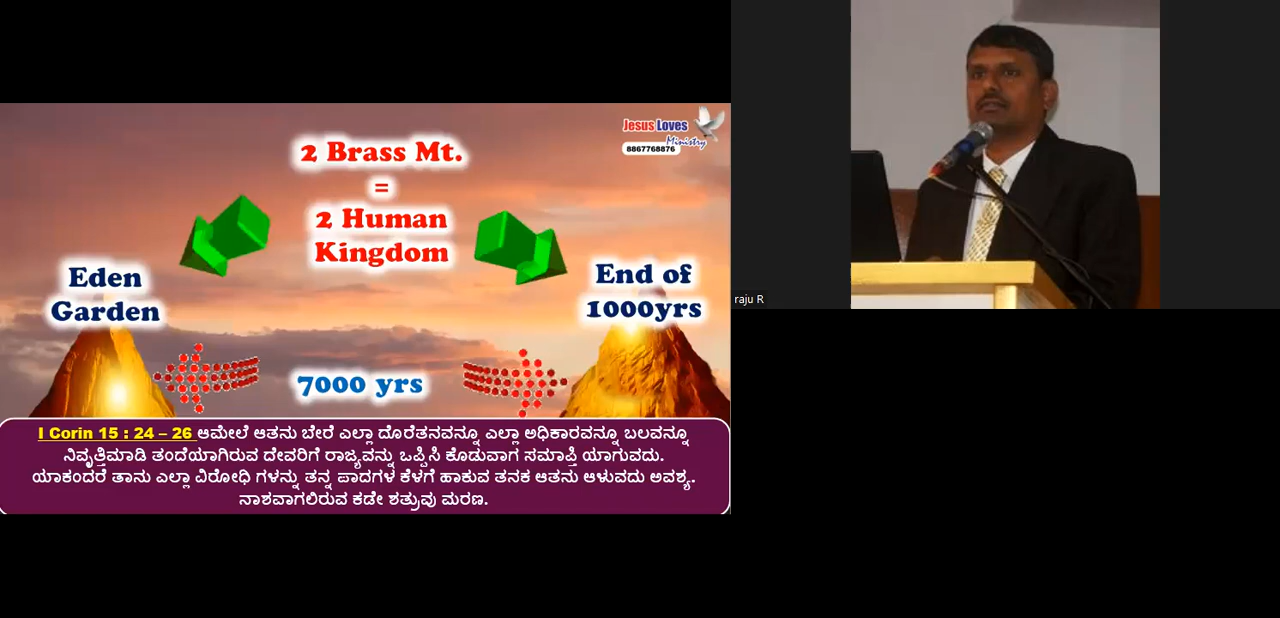 Jesus Loves
Ministry
8867768876
2 Brass Mt.
=
2 Human
Kingdom
Eden
Garden
End of
1000yrs
7000 yrs
I Corin 15 : 24 – 26 ಆಮೇಲೆ ಆತನು ಬೇರೆ ಎಲ್ಲಾ ದೊರೆತನವನ್ನೂ ಎಲ್ಲಾ ಅಧಿಕಾರವನ್ನೂ ಬಲವನ್ನೂ
ನಿವೃತ್ತಿಮಾಡಿ ತಂದೆಯಾಗಿರುವ ದೇವರಿಗೆ ರಾಜ್ಯವನ್ನು ಒಪ್ಪಿಸಿ ಕೊಡುವಾಗ ಸಮಾಪ್ತಿ ಯಾಗುವದು.
ಯಾಕಂದರೆ ತಾನು ಎಲ್ಲಾ ವಿರೋಧಿ ಗಳನ್ನು ತನ್ನ ಪಾದಗಳ ಕೆಳಗೆ ಹಾಕುವ ತನಕ ಆತನು ಆಳುವದು ಅವಶ್ಯ.
ನಾಶವಾಗಲಿರುವ ಕಡೇ ಶತ್ರುವು ಮರಣ.
raju R